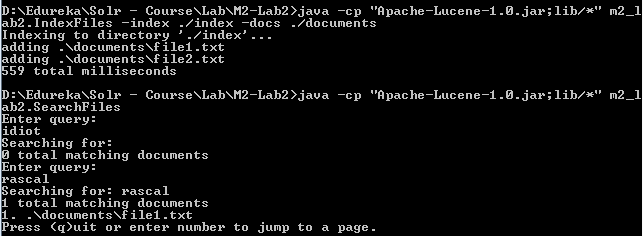 D:\Edureka\Solr - Course\Lab\M2-Lab2>java -cp "Apache-Lucene-1.0.jar;lib/*" m2_l
ab2.IndexFiles -index ./index -docs ./documents
Indexing to directory './index'...
adding .\documents\file1.txt
adding .\documents\file2.txt
559 total milliseconds
D:\Edureka\Solr - Course\Lab\M2-Lab2>java -cp "Apache-Lucene-1.0.jar;lib/*" m2_l
ab2.SearchFiles
Enter query:
idiot
Searching for:
0 total matching documents
Enter query:
rascal
Searching for: rascal
1 total matching documents
1. .\documents\file1.txt
Press (q)uit or enter number to jump to a page.